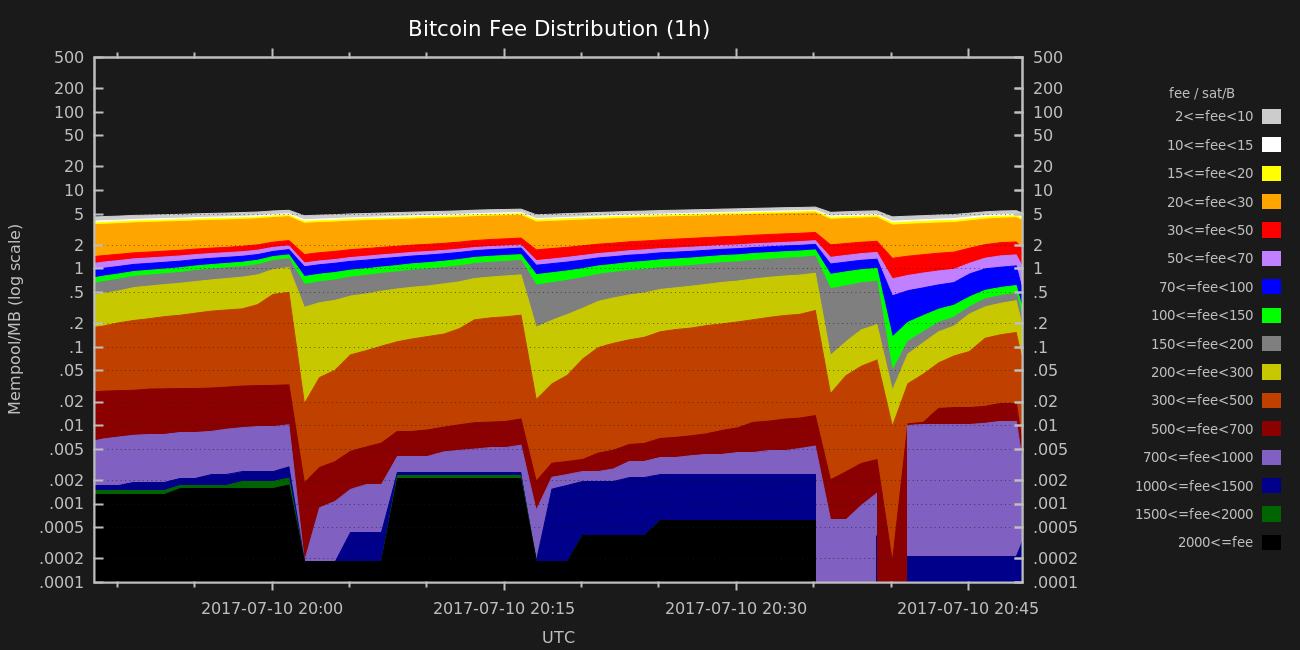 Bitcoin Fee Distribution (1h)
500
200
100
50
20
10
5
2
1
.5
.2
.1
.05
.02
.01
.005
.002
.001
.0005
.0002
.0001
Mempool/MB (log scale)
500
200
100
50
20
10
5
2
1
.5
.2
.1
.05
.02
.01
.005
.002
.001
.0005
.0002
.0001
2017-07-10 20:00
2017-07-10 20:15
2017-07-10 20:30
2017-07-10 20:45
UTC
fee / sat/B
2<=fee<10
10<=fee<15
15<=fee<20
20<=fee<30
30<=fee<50
50<=fee<70
70<=fee<100
100<=fee<150
150<=fee<200
200<=fee<300
300<=fee<500
500<=fee<700
700<=fee<1000
1000<=fee<1500
1500<=fee<2000
2000<=fee